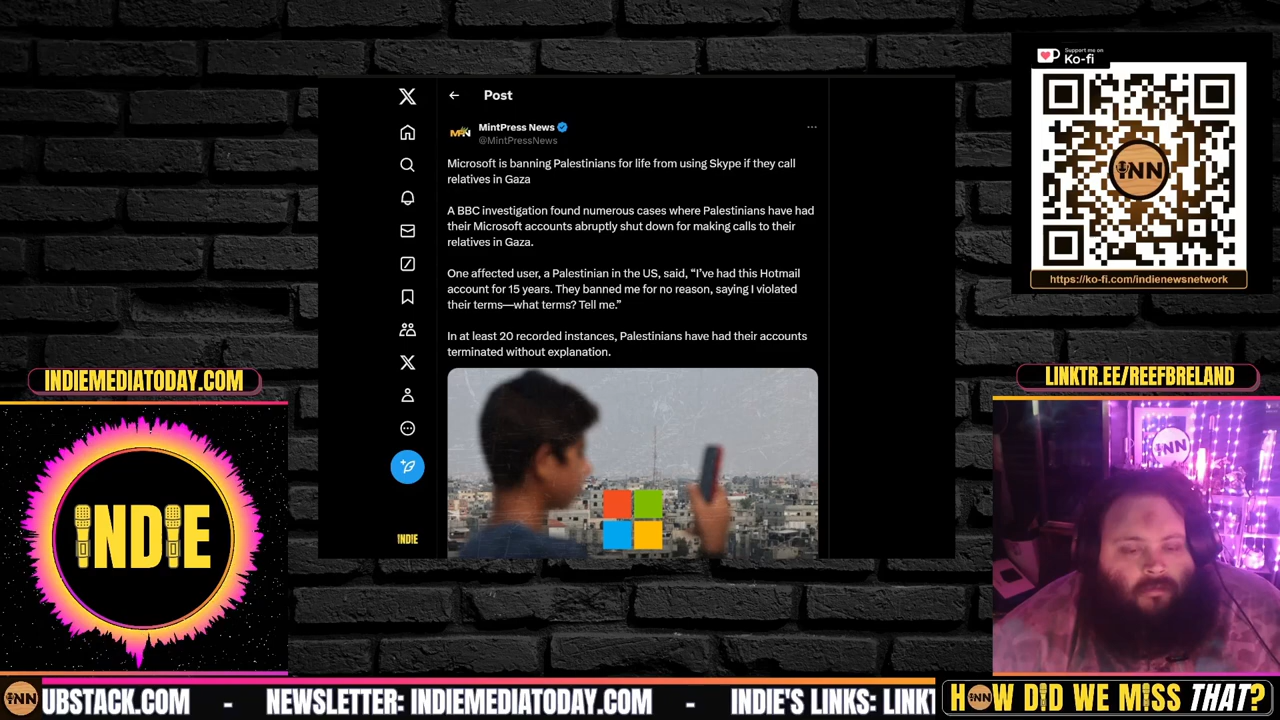 Post
MintPress News
@MintPressNews
Microsoft is banning Palestinians for life from using Skype if they call
relatives in Gaza
A BBC investigation found numerous cases where Palestinians have had
their Microsoft accounts abruptly shut down for making calls to their
relatives in Gaza.
One affected user, a Palestinian in the US, said, “I’ve had this Hotmail
account for 15 years. They banned me for no reason, saying I violated
their terms—what terms? Tell me.”
In at least 20 recorded instances, Palestinians have had their accounts
terminated without explanation.
INDIE
Support me on
Ko-fi
INN
https://ko-fi.com/indienewsnetwork
INDIEMEDIATODAY.COM
INDIE
LINKTR.EE/REEFBRELAND
INN
INN
UBSTACK.COM - NEWSLETTER: INDIEMEDIATODAY.COM - INDIE'S LINKS: LINKT
HOW DID WE MISS THAT?